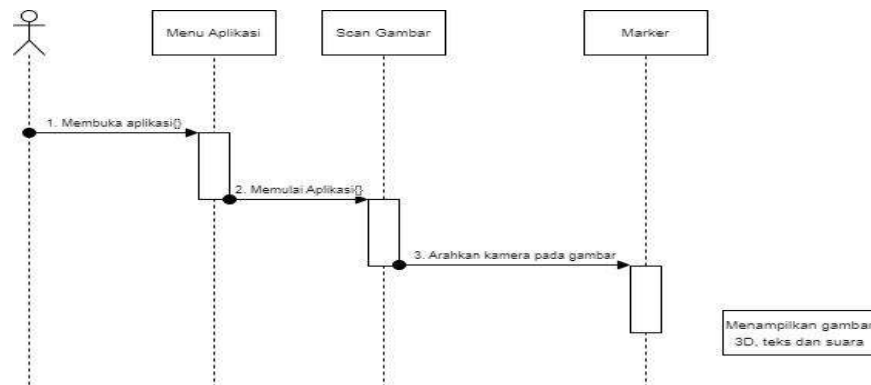 Menu Aplikasi
Scan Gambar
Marker
1. Membuka aplikasi{}
2. Memulai Aplikasi{}
3. Arahkan kamera pada gambar
Menampilkan gambar
3D, teks dan suara